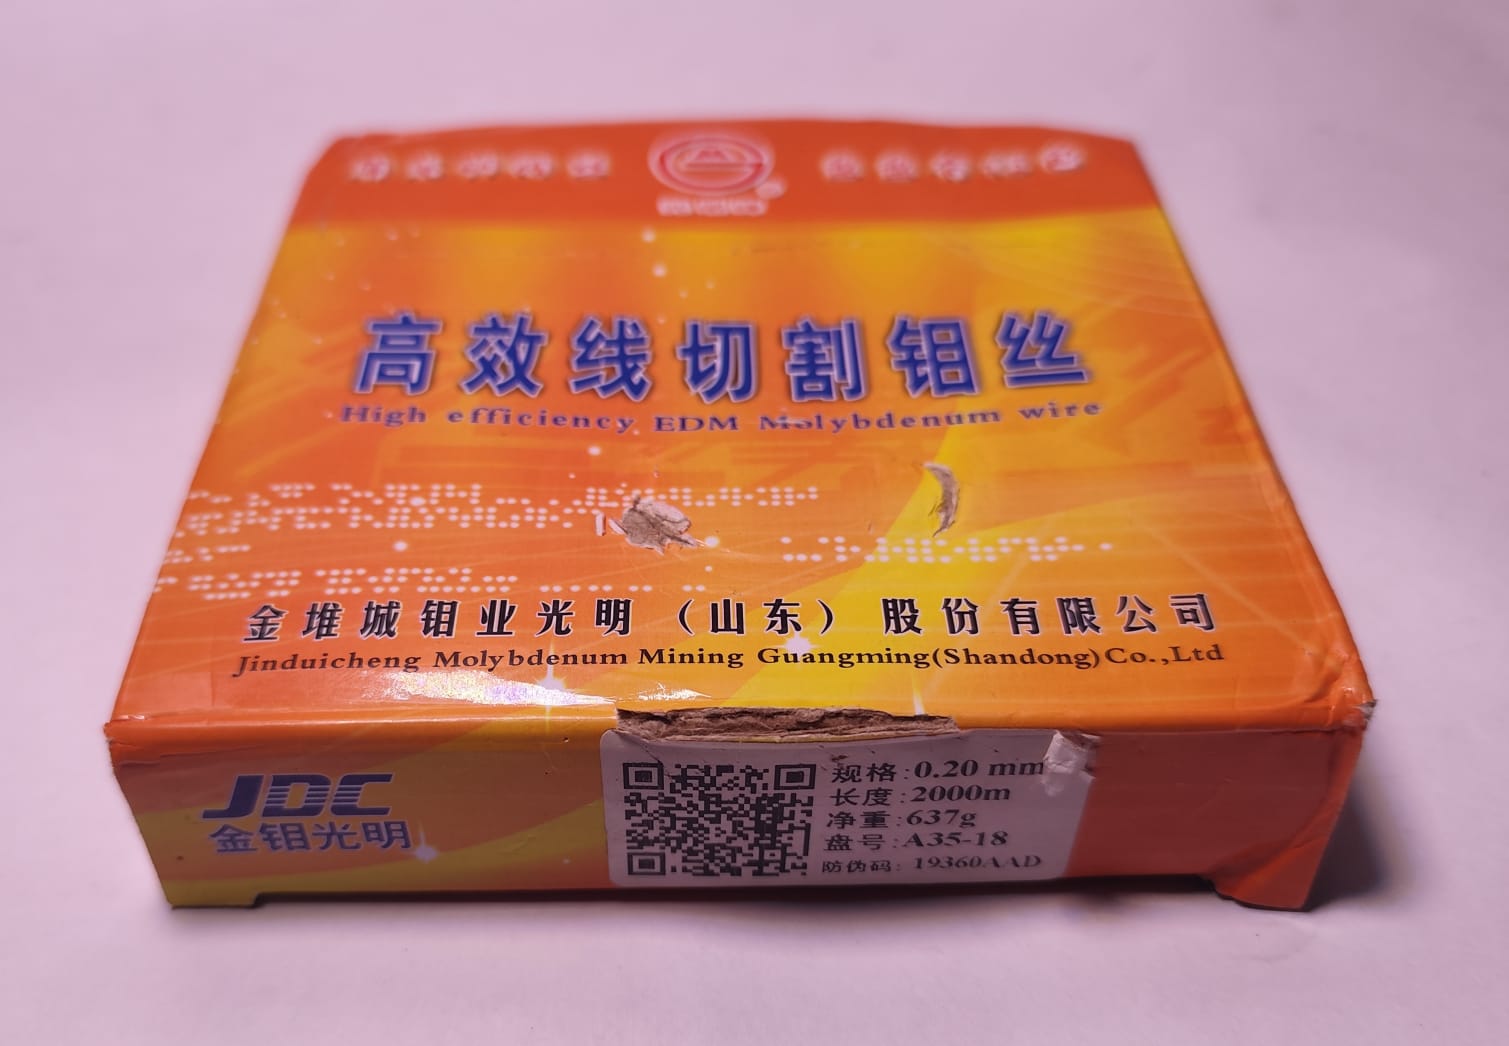 高效线切割钼丝
High efficiency EDM Molybdenum wire
金堆城钼业光明（山东）股份有限公司
Jinduicheng Molybdenum Mining Guangming(Shandong)Co.,Ltd
JDC
金钼光明
规格:0.20 mm
长度:2000m
净重:637g
盘号:A35-18
防伪码: 19360AAD